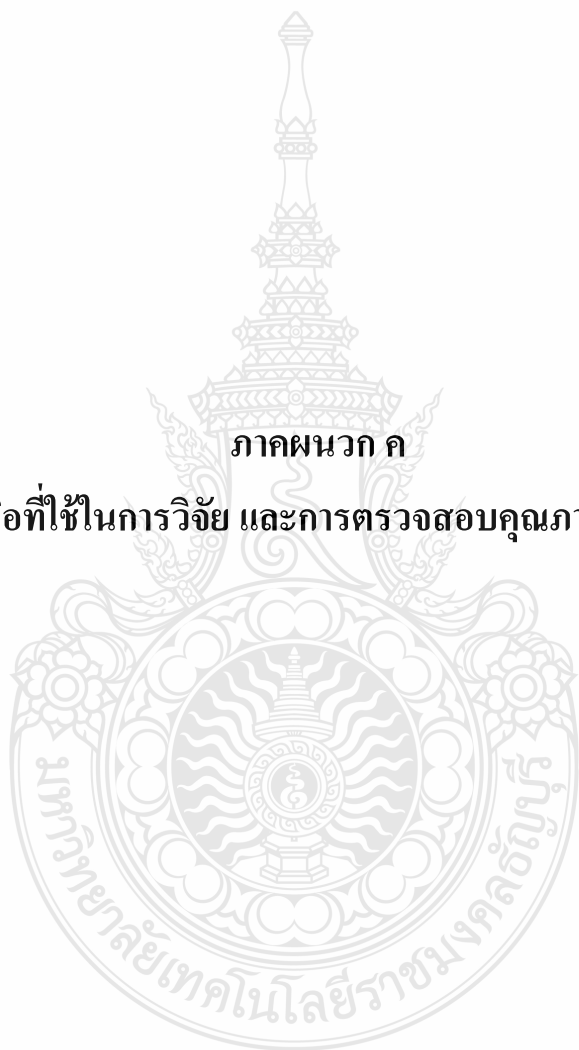 ภาคผนวก ค
ที่ใช้ในการวิจัย และการตรวจสอบ
มหาวิทยาลัยเทคโนโลยีราชมงคลธัญบุรี